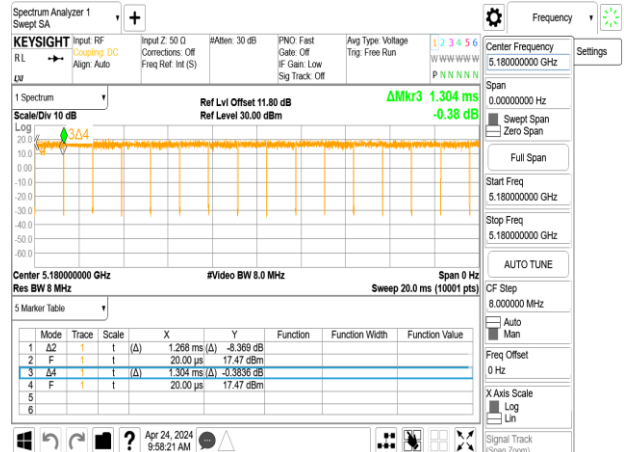 Spectrum Analyzer 1
Swept SA
Frequency
Settings
KEYSIGHT Input: RF Input Z: 50 Ω #Atten: 30 dB PNO: Fast Avg Type: Voltage 1 2 3 4 5 6
RL Coupling: DC Corrections: Off Gate: Off Trig: Free Run W W W W W W
Align: Auto Freq Ref: Int (S) IF Gain: Low
Sig Track: Off P N N N N N
LXI
1 Spectrum
Ref Lvl Offset 11.80 dB ΔMkr3 1.304 ms
Scale/Div 10 dB Ref Level 30.00 dBm -0.38 dB
Log
3Δ4
20.0
10.0
0.00
-10.0
-20.0
-30.0
-40.0
-50.0
-60.0
Center 5.180000000 GHz #Video BW 8.0 MHz Span 0 Hz
Res BW 8 MHz Sweep 20.0 ms (10001 pts)
5 Marker Table
Mode Trace Scale X Y Function Function Width Function Value
1 Δ2 1 t (Δ) 1.268 ms (Δ) -8.369 dB
2 F 1 t 20.00 µs 17.47 dBm
3 Δ4 1 t (Δ) 1.304 ms (Δ) -0.3836 dB
4 F 1 t 20.00 µs 17.47 dBm
5
6
Apr 24, 2024
9:58:21 AM
?
Center Frequency
5.180000000 GHz
Span
0.00000000 Hz
Swept Span
Zero Span
Full Span
Start Freq
5.180000000 GHz
Stop Freq
5.180000000 GHz
AUTO TUNE
CF Step
8.000000 MHz
Auto
Man
Freq Offset
0 Hz
X Axis Scale
Log
Lin
Signal Track
(Span Zoom)